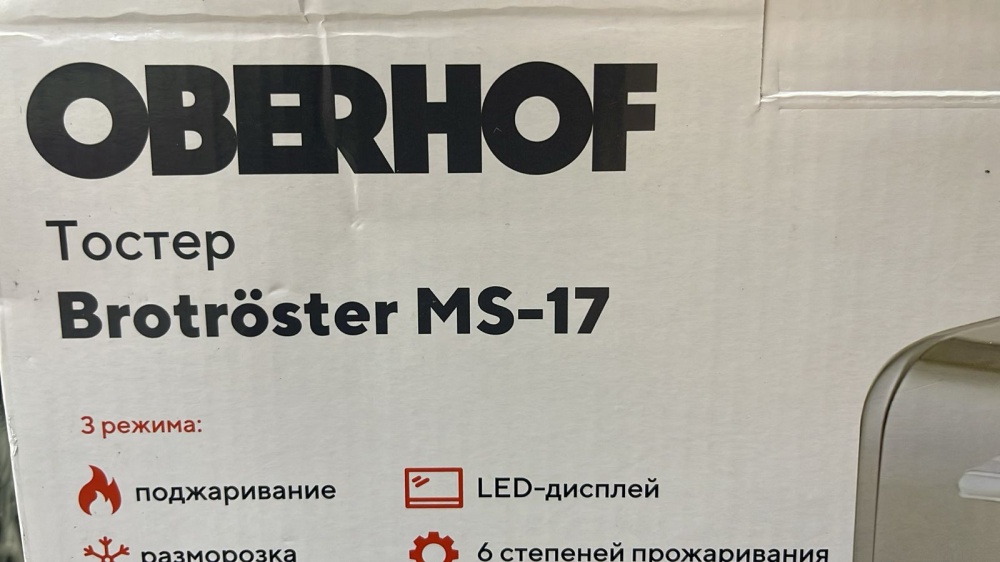 OBERHOF
Тостер
Brotröster MS-17
3 режима:
поджаривание
LED-дисплей
разморозка
6 степеней прожаривания